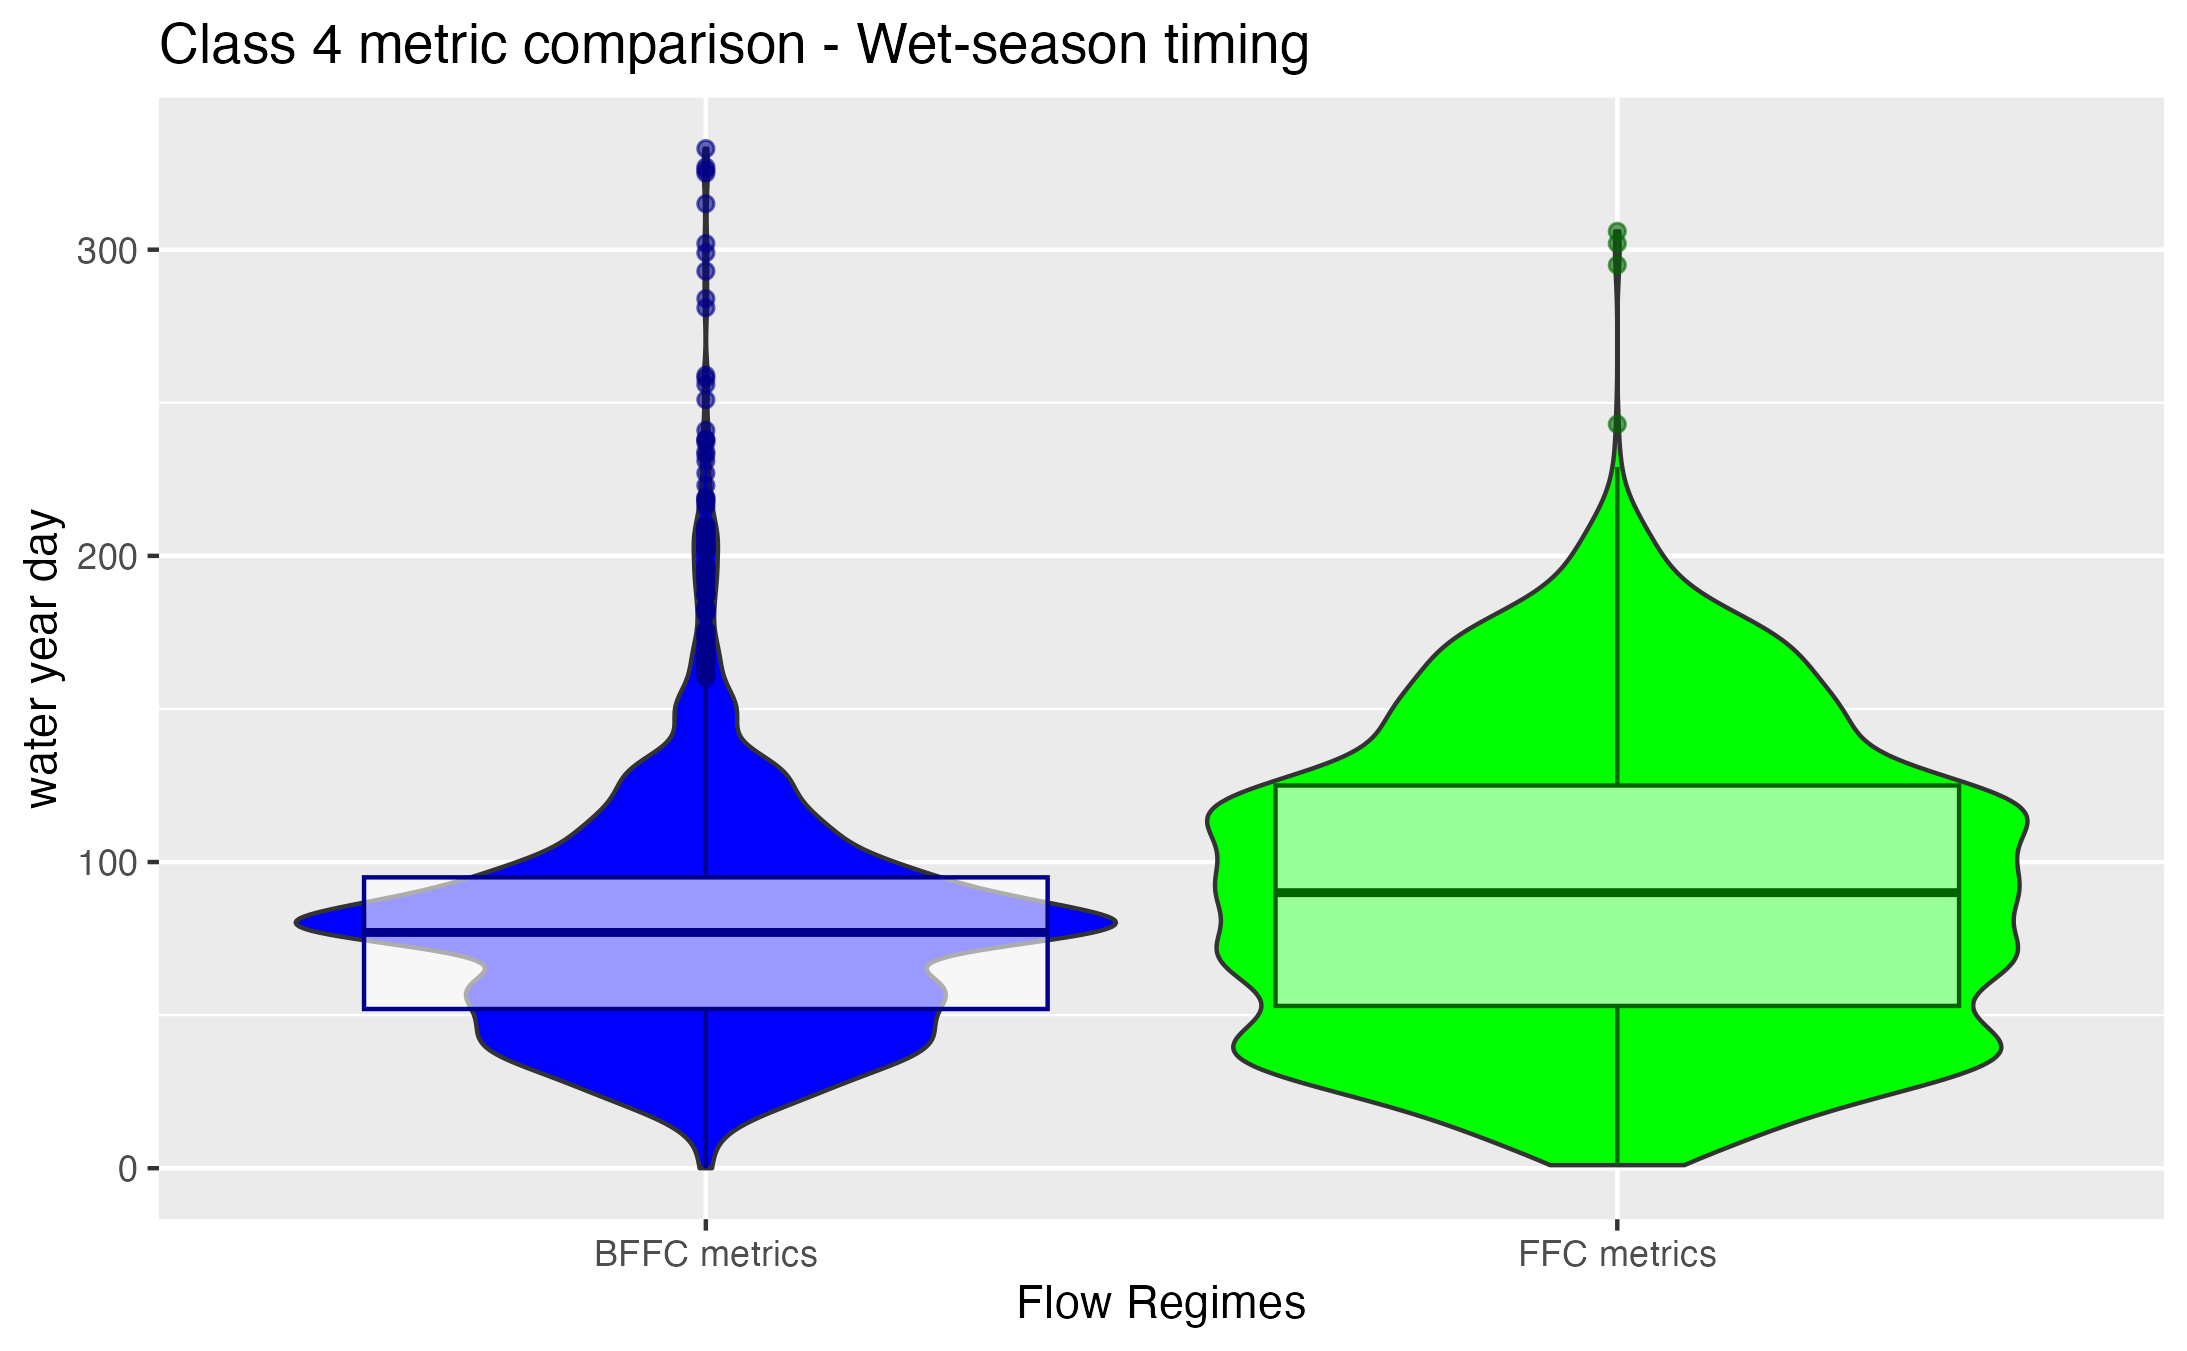 Class 4 metric comparison - Wet-season timing
water year day
300
200
100
0
BFFC metrics
FFC metrics
Flow Regimes